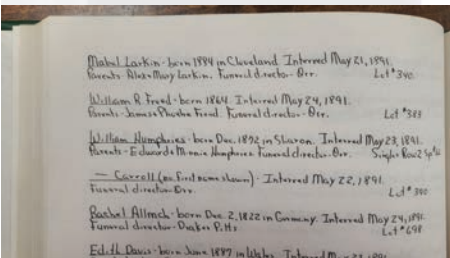 Mabel Larkin - born 1884 in Cleveland. Interred May 21, 1891.
Parents - Alex & Mary Larkin. Funeral director - Orr. Lot #340.
William R Freed - born 1864. Interred May 24, 1891.
Parents - James & Phoebe Freed. Funeral director - Orr. Lot #383
William Humphries - born Dec. 1892 in Sharon. Interred May 23, 1891.
Parents - Edward & Minnie Humphries Funeral director - Orr. Single Row 2
— Carroll (no first name shown) - Interred May 22, 1891.
Funeral director - Orr. Lot #390
Rachel - born Dec. 2, 1822 in Germany. Interred May 24, 1891.
Funeral director - Drakes Lot #698
Edith Davis - born June 1887 in Wales. Interred May